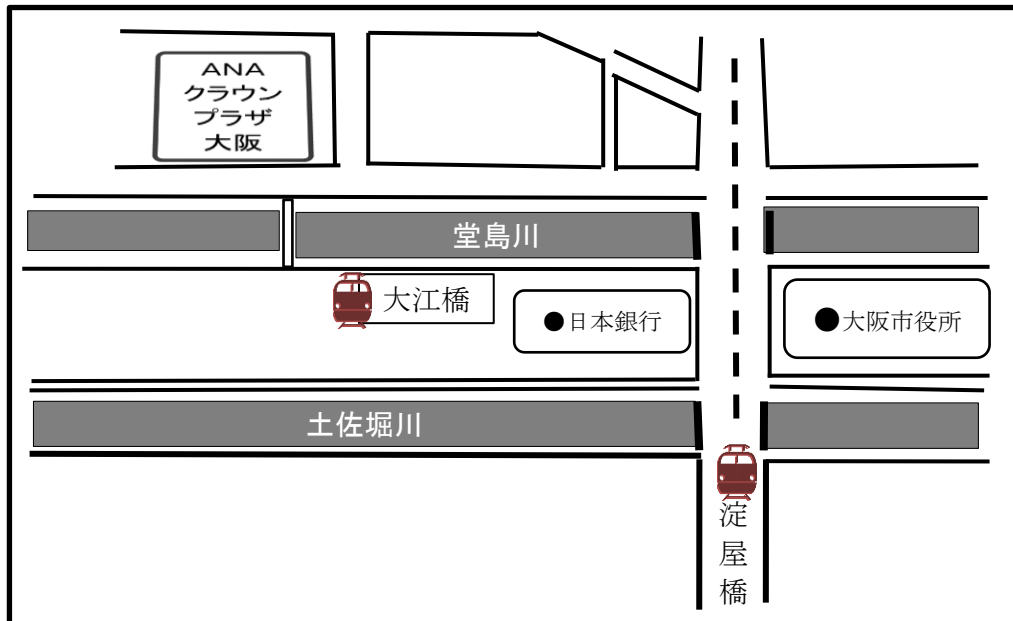 ANA
クラウン
プラザ
大阪
堂島川
大江橋
●日本銀行
●大阪市役所
土佐堀川
淀屋橋